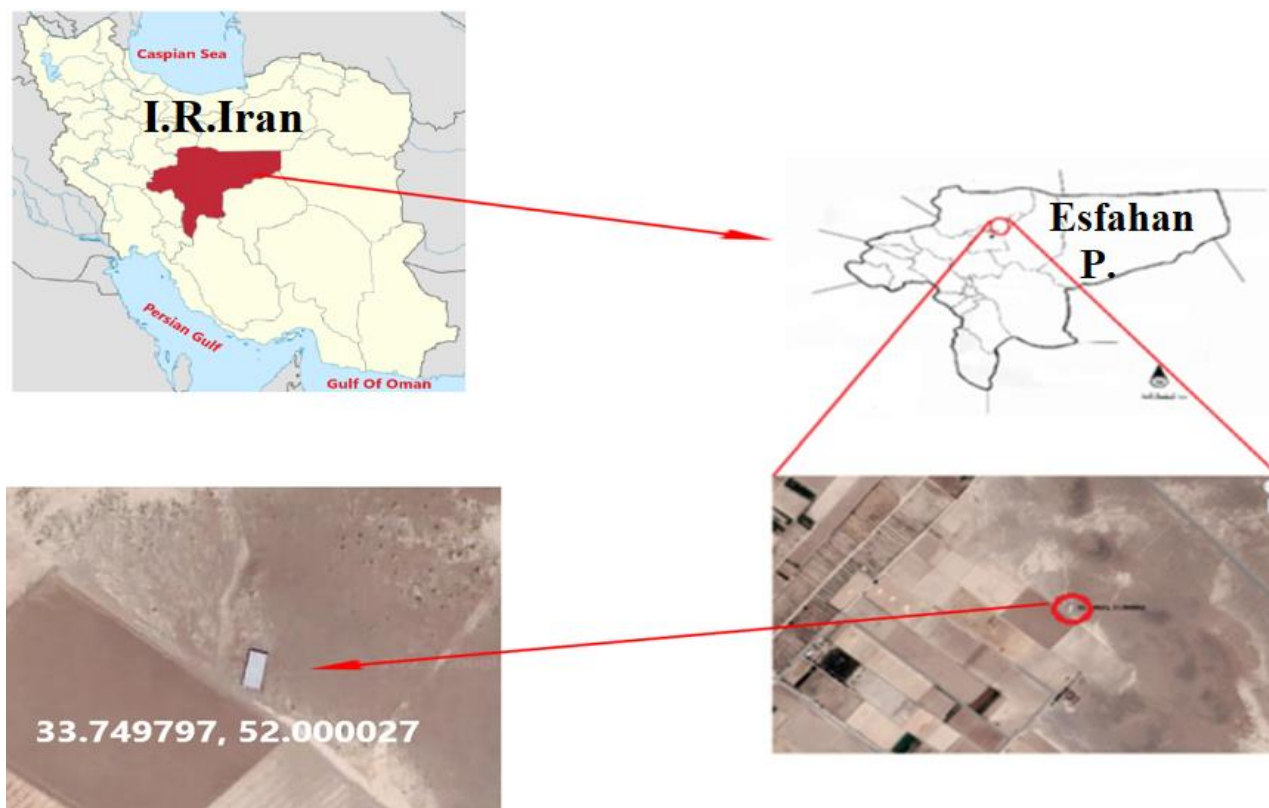 Caspian Sea
I.R.Iran
Persian Gulf
Gulf Of Oman
Esfahan
P.
33.749797, 52.000027